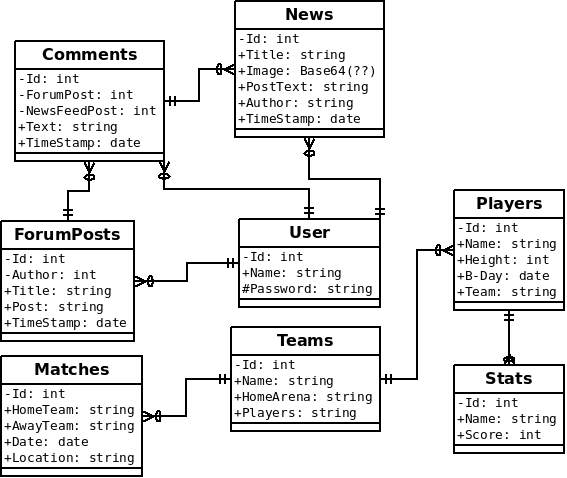 News
-Id: int
+Title: string
+Image: Base64(??)
+PostText: string
+Author: string
+TimeStamp: date
Comments
-Id: int
-ForumPost: int
-NewsFeedPost: int
+Text: string
+TimeStamp: date
ForumPosts
-Id: int
-Author: int
+Title: string
+Post: string
+TimeStamp: date
User
-Id: int
+Name: string
#Password: string
Players
-Id: int
+Name: string
+Height: int
+B-Day: date
+Team: string
Teams
-Id: int
+Name: string
+HomeArena: string
+Players: string
Matches
-Id: int
+HomeTeam: string
+AwayTeam: string
+Date: date
+Location: string
Stats
-Id: int
+Name: string
+Score: int